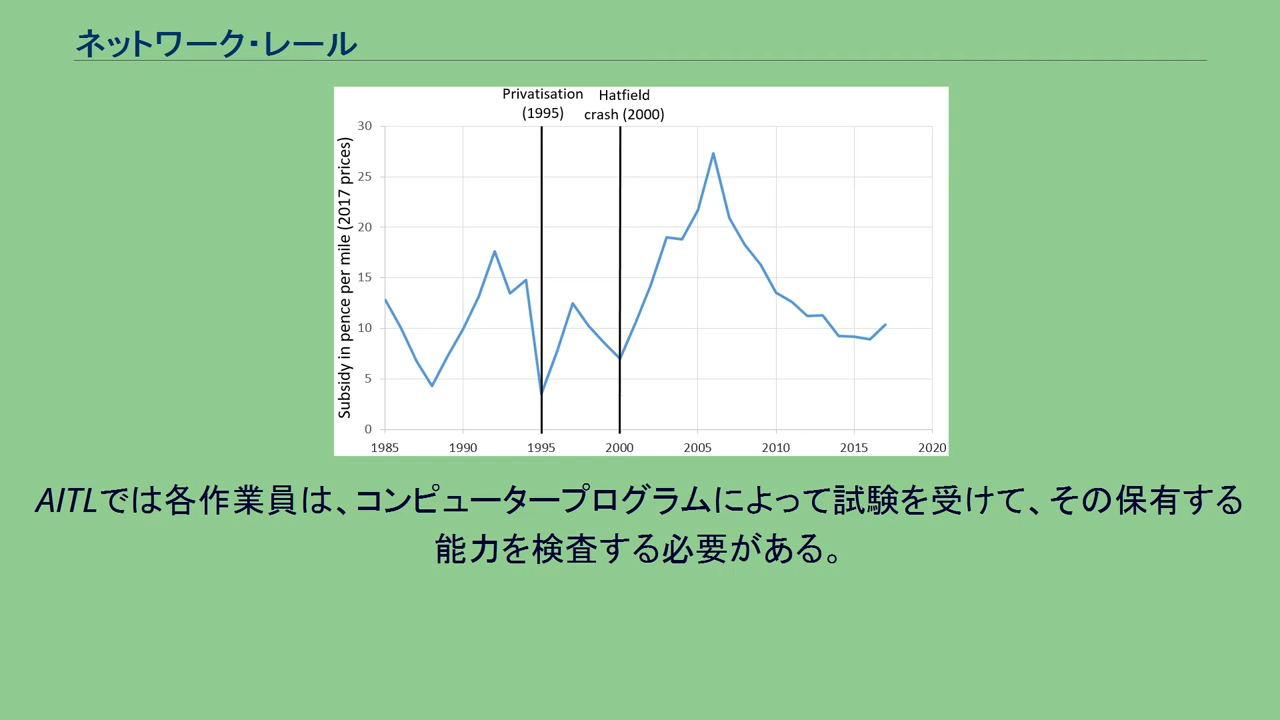 ネットワーク・レール
Privatisation
(1995)
Hatfield
crash (2000)
Subsidy in pence per mile (2017 prices)
30
25
20
15
10
5
0
1985 1990 1995 2000 2005 2010 2015 2020
AITLでは各作業員は、コンピュータープログラムによって試験を受けて、その保有する
能力を検査する必要がある。